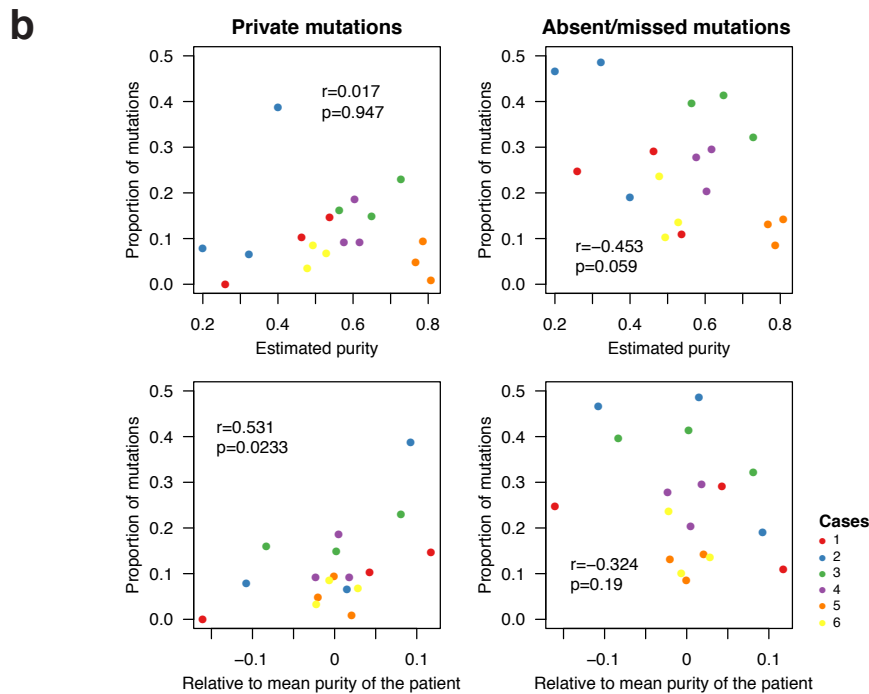 b
Private mutations
Absent/missed mutations
Proportion of mutations
0.5
0.4
0.3
0.2
0.1
0.0
r=0.017
p=0.947
0.2
0.4
0.6
0.8
Estimated purity
Proportion of mutations
0.5
0.4
0.3
0.2
0.1
0.0
r=−0.453
p=0.059
0.2
0.4
0.6
0.8
Estimated purity
Proportion of mutations
0.5
0.4
0.3
0.2
0.1
0.0
r=0.531
p=0.0233
−0.1
0
0.1
Relative to mean purity of the patient
Proportion of mutations
0.5
0.4
0.3
0.2
0.1
0.0
r=−0.324
p=0.19
−0.1
0
0.1
Relative to mean purity of the patient
Cases
1
2
3
4
5
6